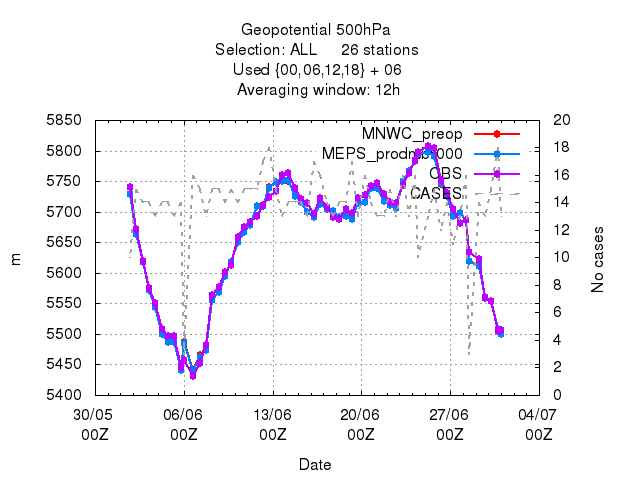 Geopotential 500hPa
Selection: ALL 26 stations
Used {00,06,12,18} + 06
Averaging window: 12h
5850 20
MNWC_preop
5800 18
MEPS_prodmbr000
5750 16
OBS
CASES
5700 14
12
5650
5600 10
m
No cases
8
5550
6
5500
4
5450 2
5400 0
30/05 06/06 13/06 20/06 27/06 04/07
00Z 00Z 00Z 00Z 00Z 00Z
Date